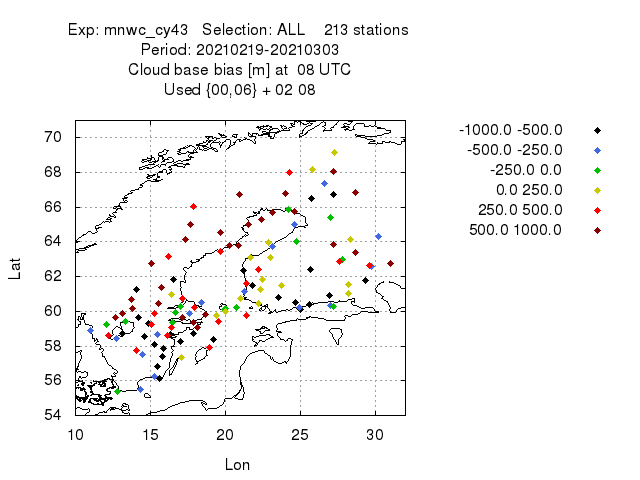 Exp: mnwc_cy43 Selection: ALL 213 stations
Period: 20210219-20210303
Cloud base bias [m] at 08 UTC
Used {00,06} + 02 08
-1000.0 -500.0
-500.0 -250.0
-250.0 0.0
0.0 250.0
250.0 500.0
500.0 1000.0
Lat
70
68
66
64
62
60
58
56
54
10 15 20 25 30
Lon